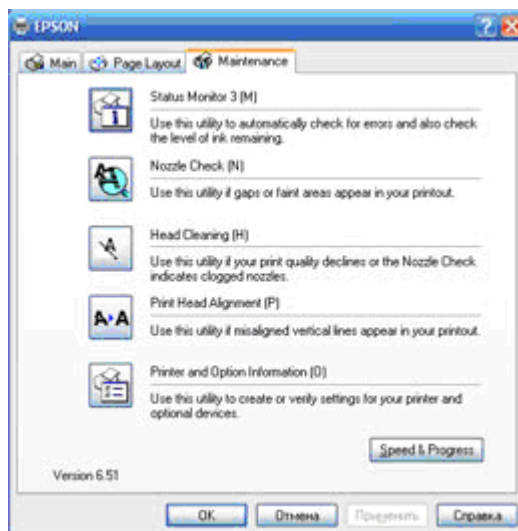 EPSON
Main Page Layout Maintenance
Status Monitor 3 (M)
Use this utility to automatically check for errors and also check
the level of ink remaining.
Nozzle Check (N)
Use this utility if gaps or faint areas appear in your printout.
Head Cleaning (H)
Use this utility if your print quality declines or the Nozzle Check
indicates clogged nozzles.
Print Head Alignment (P)
Use this utility if misaligned vertical lines appear in your printout.
Printer and Option Information (O)
Use this utility to create or verify settings for your printer and
optional devices.
Speed & Progress
Version 6.51
OK Отмена Применить Справка